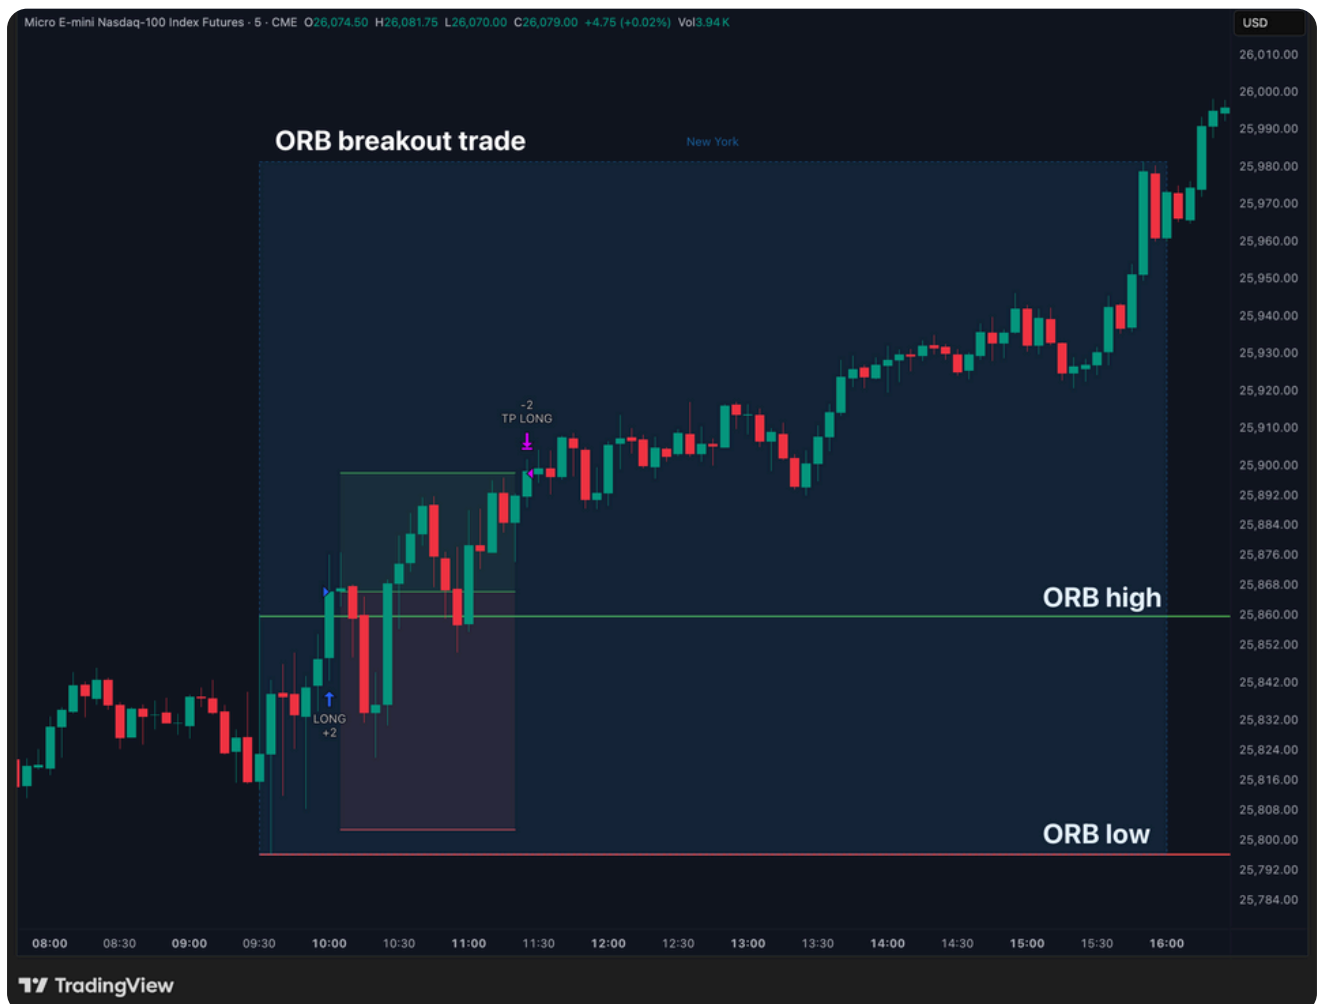 Micro E-mini Nasdaq-100 Index Futures · 5 · CME O26,074.50 H26,081.75 L26,070.00 C26,079.00 +4.75 (+0.02%) Vol3.94 K
USD
26,010.00
26,000.00
ORB breakout trade
New York
25,990.00
25,980.00
25,970.00
25,960.00
25,950.00
25,940.00
25,930.00
25,920.00
-2
TP LONG
25,910.00
25,900.00
25,892.00
25,884.00
25,876.00
25,868.00
ORB high
25,860.00
25,852.00
25,842.00
LONG
+2
25,832.00
25,824.00
25,816.00
25,808.00
ORB low
25,800.00
25,792.00
25,784.00
08:00 08:30 09:00 09:30 10:00 10:30 11:00 11:30 12:00 12:30 13:00 13:30 14:00 14:30 15:00 15:30 16:00
TradingView